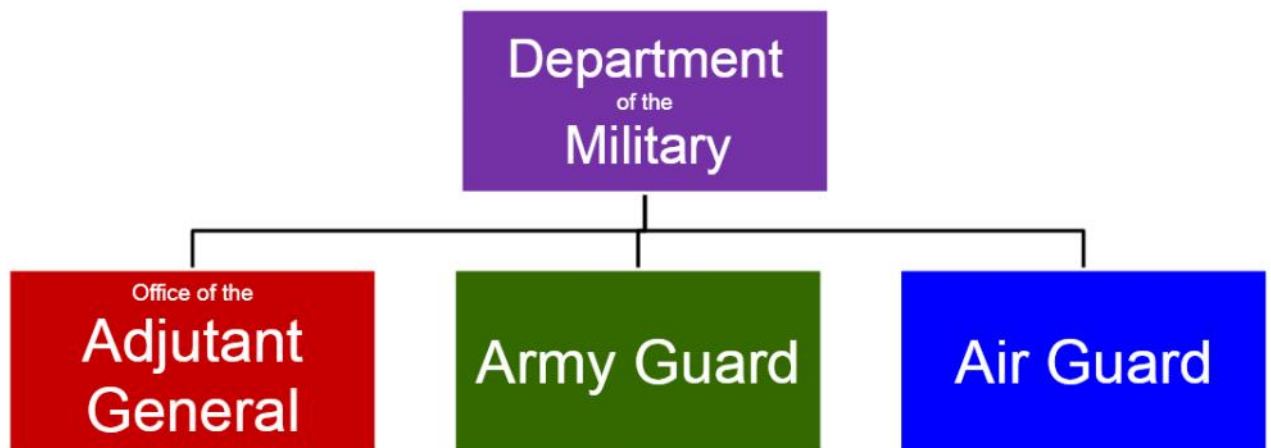 Department
of the
Military
Office of the
Adjutant
General
Army Guard
Air Guard